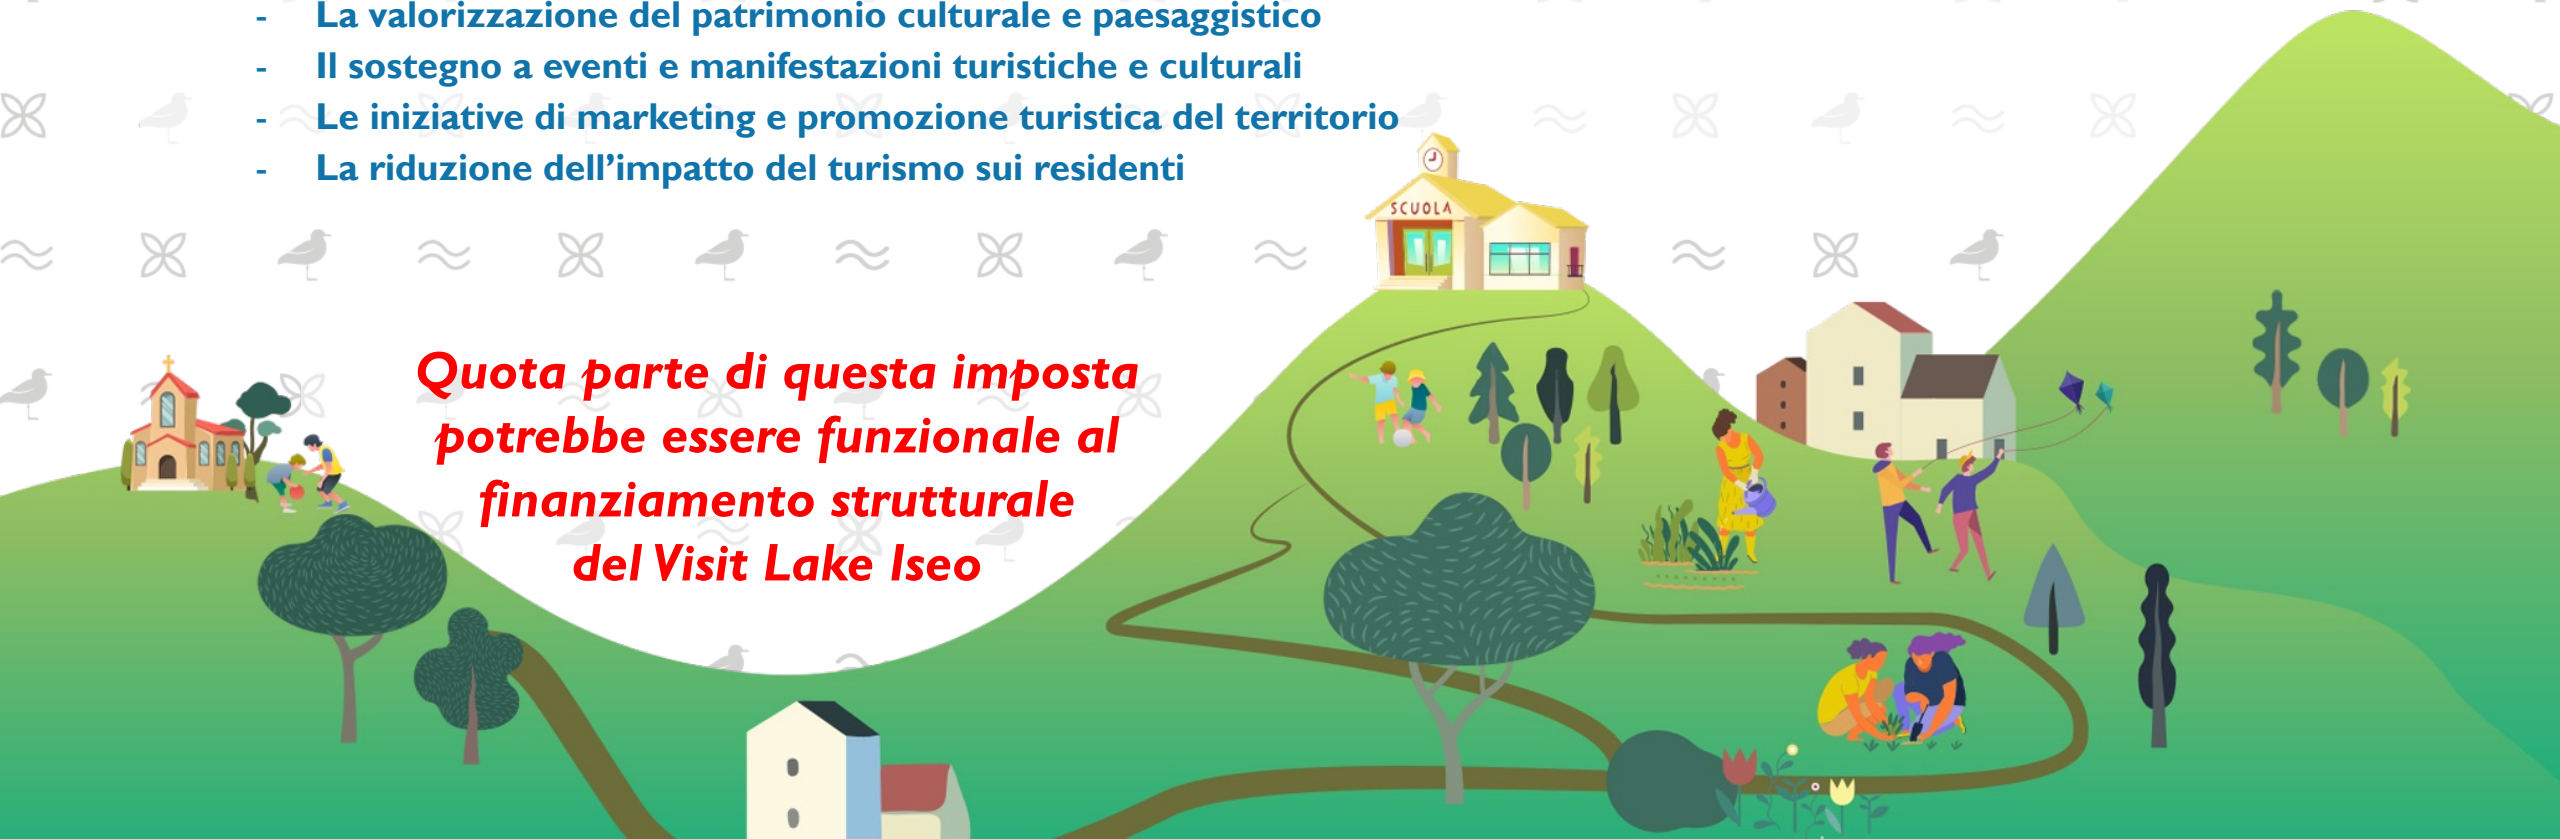 - La valorizzazione del patrimonio culturale e paesaggistico
- Il sostegno a eventi e manifestazioni turistiche e culturali
- Le iniziative di marketing e promozione turistica del territorio
- La riduzione dell’impatto del turismo sui residenti
SCUOLA
Quota parte di questa imposta
potrebbe essere funzionale al
finanziamento strutturale
del Visit Lake Iseo